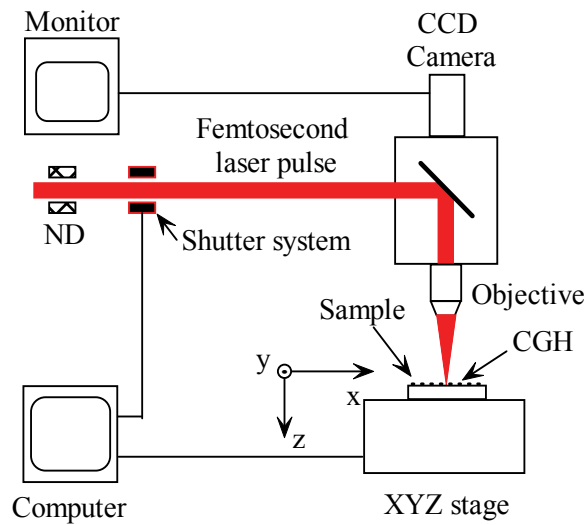 Monitor
CCD
Camera
Femtosecond
laser pulse
ND
Shutter system
Objective
Sample
CGH
y
x
z
Computer
XYZ stage